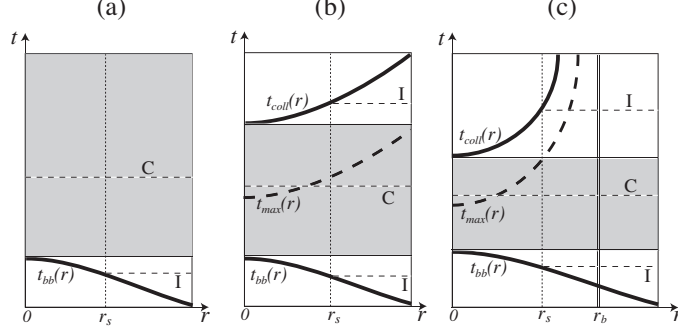 (a)
t
C
t_bb(r)
I
0
r_s
r
(b)
t
t_coll(r)
I
t_max(r)
C
t_bb(r)
I
0
r_s
r
(c)
t
t_coll(r)
I
t_max(r)
C
t_bb(r)
I
0
r_s
r_b
r